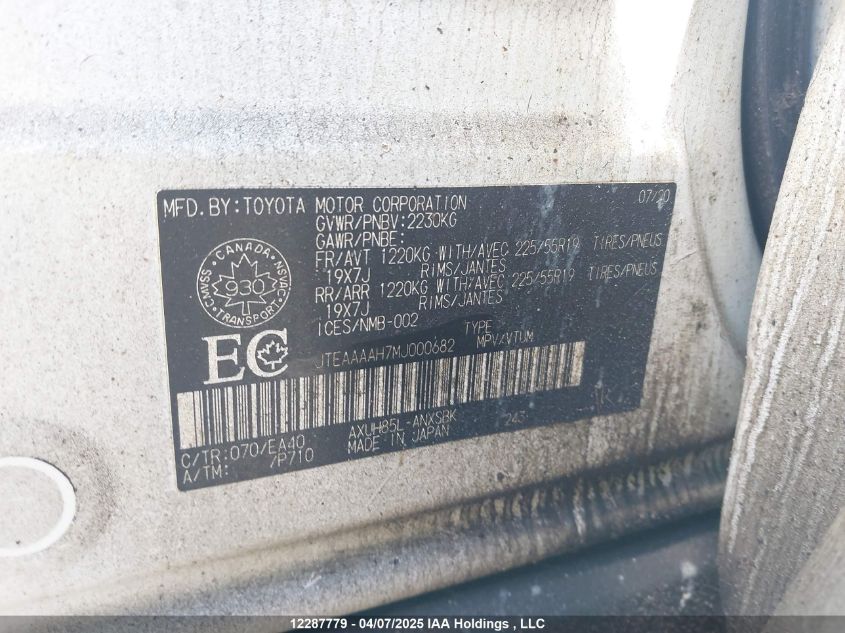 MFD. BY: TOYOTA MOTOR CORPORATION 07/20
GVWR/PNBV: 2230KG
GAWR/PNBE:
FR/AVT 1220KG WITH/AVEC 225/55R19 TIRES/PNEUS
19X7J RIMS/JANTES
RR/ARR 1220KG WITH/AVEC 225/55R19 TIRES/PNEUS
19X7J RIMS/JANTES
ICES/NMB-002 TYPE
JTEAAAAH7MJ000682 MPV/VTUM
CANADA
NSVAC
930
TRANSPORT
EC
C/TR: 070/EA40 AXUH85L-ANXSBK 243
A/TM: /P710 MADE IN JAPAN
12287779 - 04/07/2025 IAA Holdings , LLC